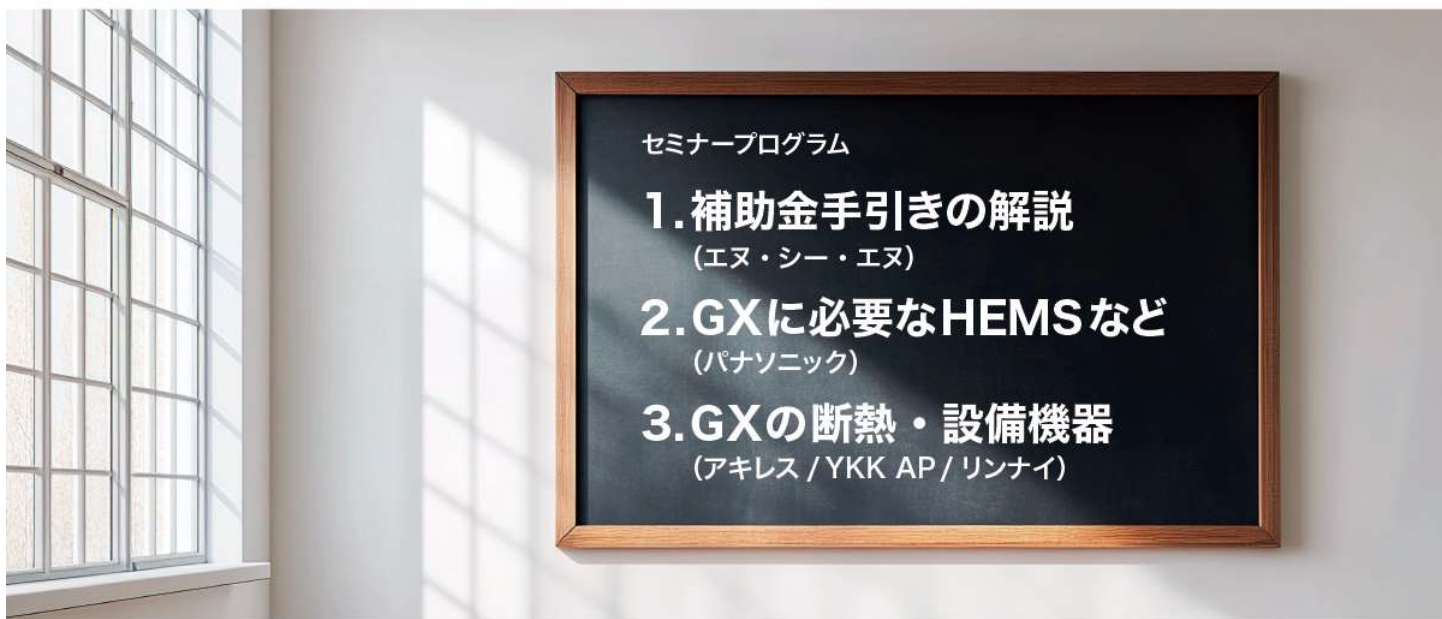 セミナープログラム
1.補助金手引きの解説
(エヌ・シー・エヌ)
2.GXに必要なHEMSなど
(パナソニック)
3.GXの断熱・設備機器
(アキレス / YKK AP / リンナイ)